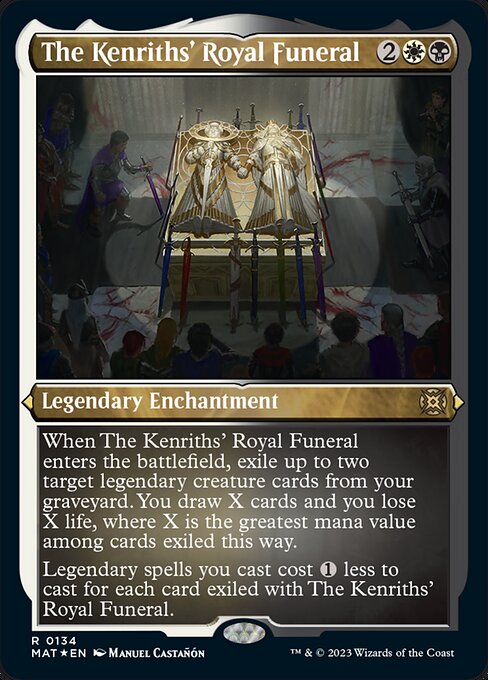 The Kenriths' Royal Funeral 2
Legendary Enchantment
When The Kenriths' Royal Funeral
enters the battlefield, exile up to two
target legendary creature cards from your
graveyard. You draw X cards and you lose
X life, where X is the greatest mana value
among cards exiled this way.
Legendary spells you cast cost 1 less to
cast for each card exiled with The Kenriths'
Royal Funeral.
R 0134
MAT★EN Manuel Castañón
™ & © 2023 Wizards of the Coast